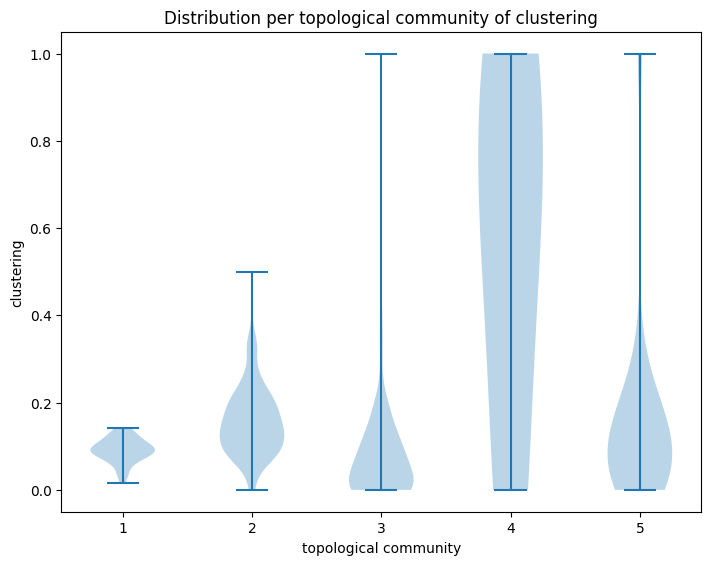 Distribution per topological community of clustering
1.0
0.8
0.6
0.4
0.2
0.0
clustering
1 2 3 4 5
topological community